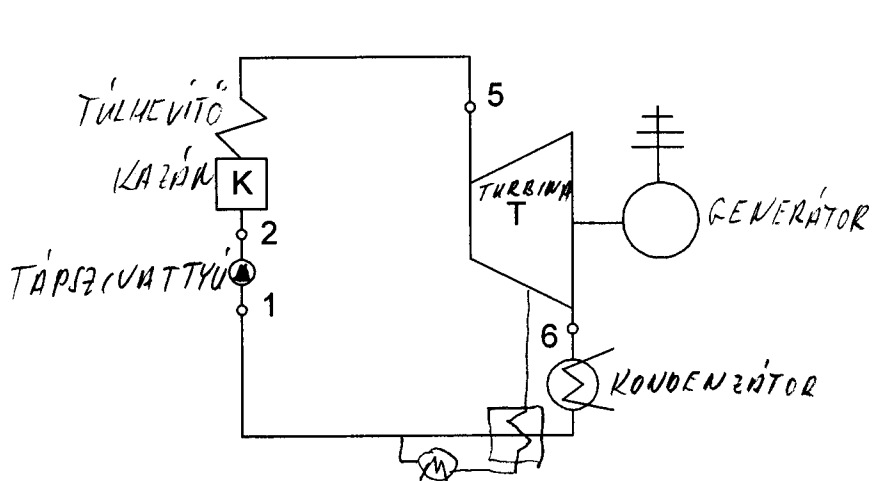 5
TÚLHEVÍTŐ
KAZÁN K
TURBINA
T
GENERÁTOR
2
TÁPSZIVATTYÚ
1
6
KONDENZÁTOR